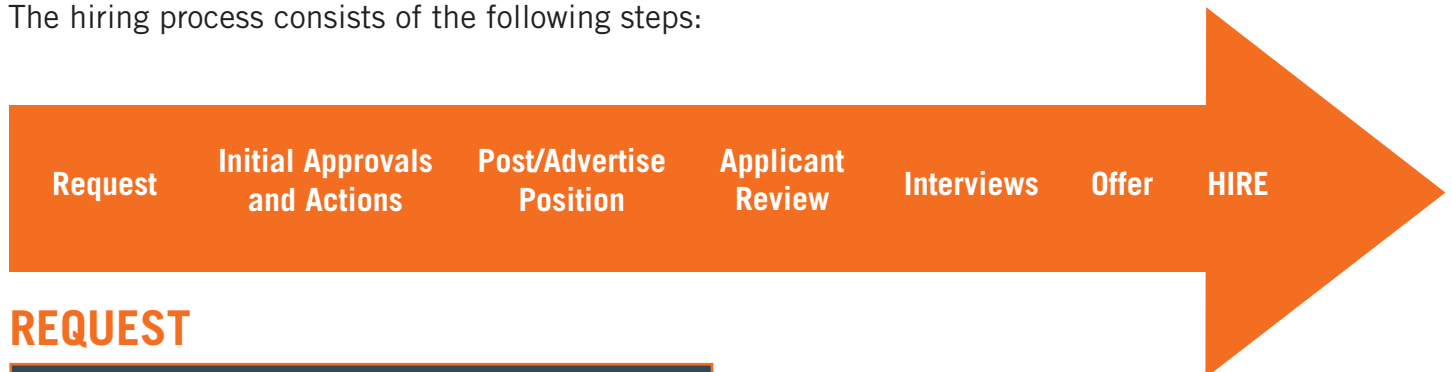 The hiring process consists of the following steps:
Request
Initial Approvals
and Actions
Post/Advertise
Position
Applicant
Review
Interviews
Offer
HIRE
REQUEST